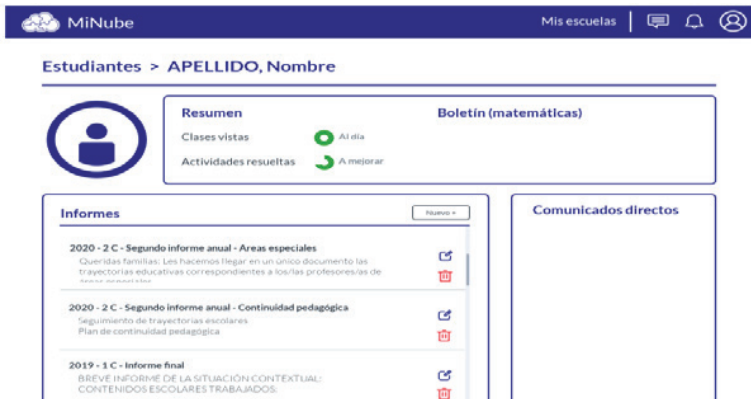 MiNube
Mis escuelas
Estudiantes > APELLIDO, Nombre
Resumen
Boletín (matemáticas)
Clases vistas
Al día
Actividades resueltas
A mejorar
Informes
Nuevo +
Comunicados directos
2020 - 2 C - Segundo informe anual - Areas especiales
Queridas familias: Les hacemos llegar en un único documento las
trayectorias educativas correspondientes a los/las profesores/as de
2020 - 2 C - Segundo informe anual - Continuidad pedagógica
Seguimiento de trayectorias escolares
Plan de continuidad pedagógica
2019 - 1 C - Informe final
BREVE INFORME DE LA SITUACIÓN CONTEXTUAL:
CONTENIDOS ESCOLARES TRABAJADOS: